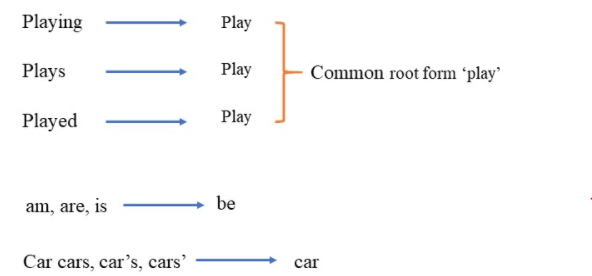 Playing Play
Plays Play Common root form ‘play’
Played Play
am, are, is be
Car cars, car’s, cars’ car